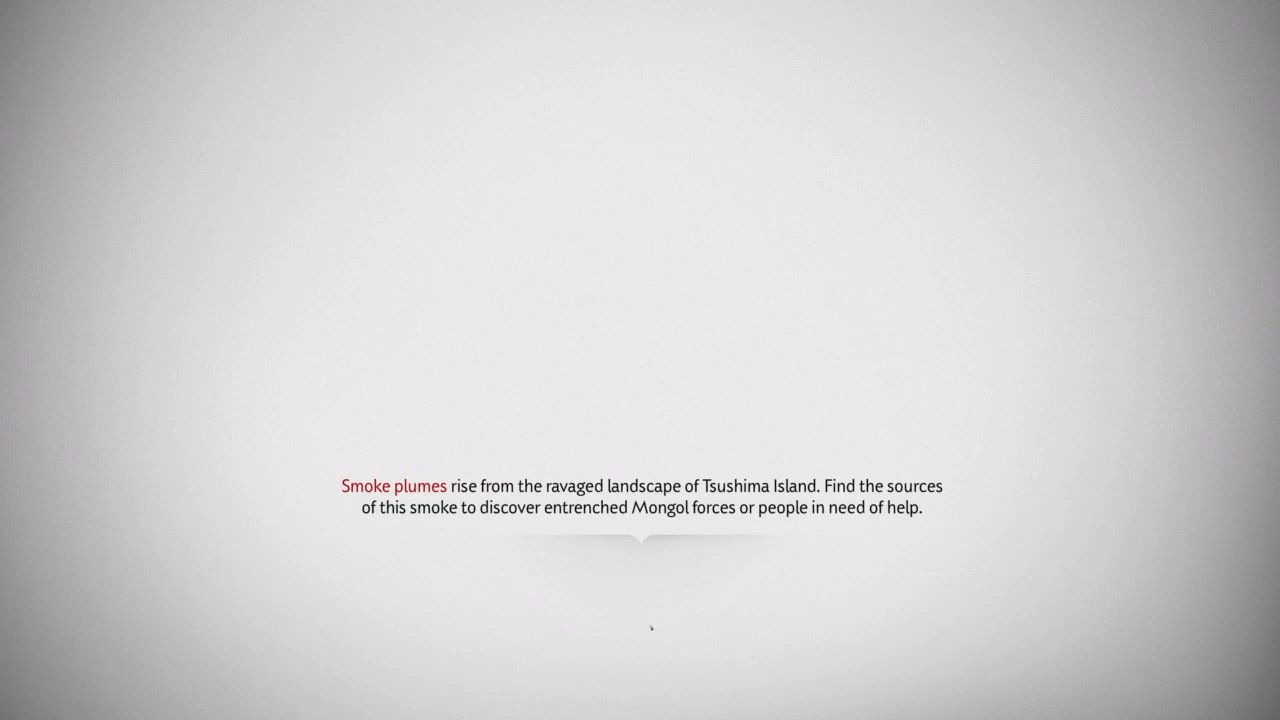 Smoke plumes rise from the ravaged landscape of Tsushima Island. Find the sources
of this smoke to discover entrenched Mongol forces or people in need of help.